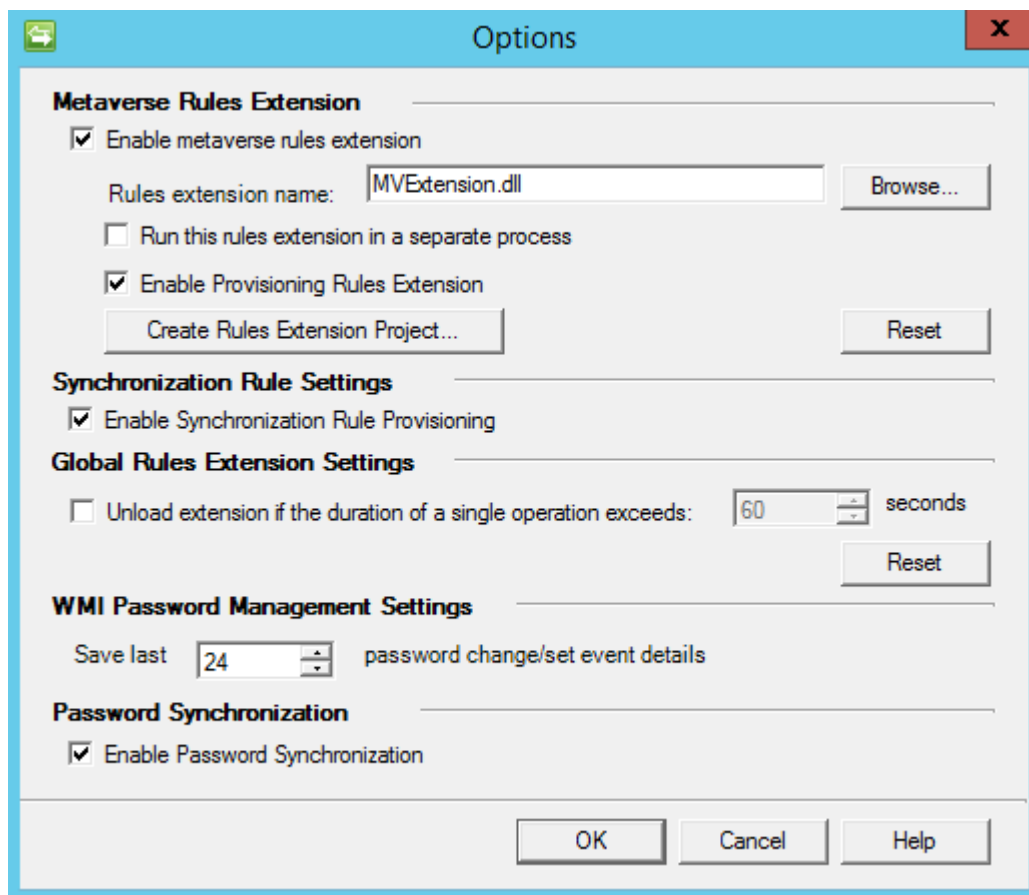 Options
x
Metaverse Rules Extension
Enable metaverse rules extension
Rules extension name: MVExtension.dll Browse...
Run this rules extension in a separate process
Enable Provisioning Rules Extension
Create Rules Extension Project... Reset
Synchronization Rule Settings
Enable Synchronization Rule Provisioning
Global Rules Extension Settings
Unload extension if the duration of a single operation exceeds: 60 seconds
Reset
WMI Password Management Settings
Save last 24 password change/set event details
Password Synchronization
Enable Password Synchronization
OK Cancel Help